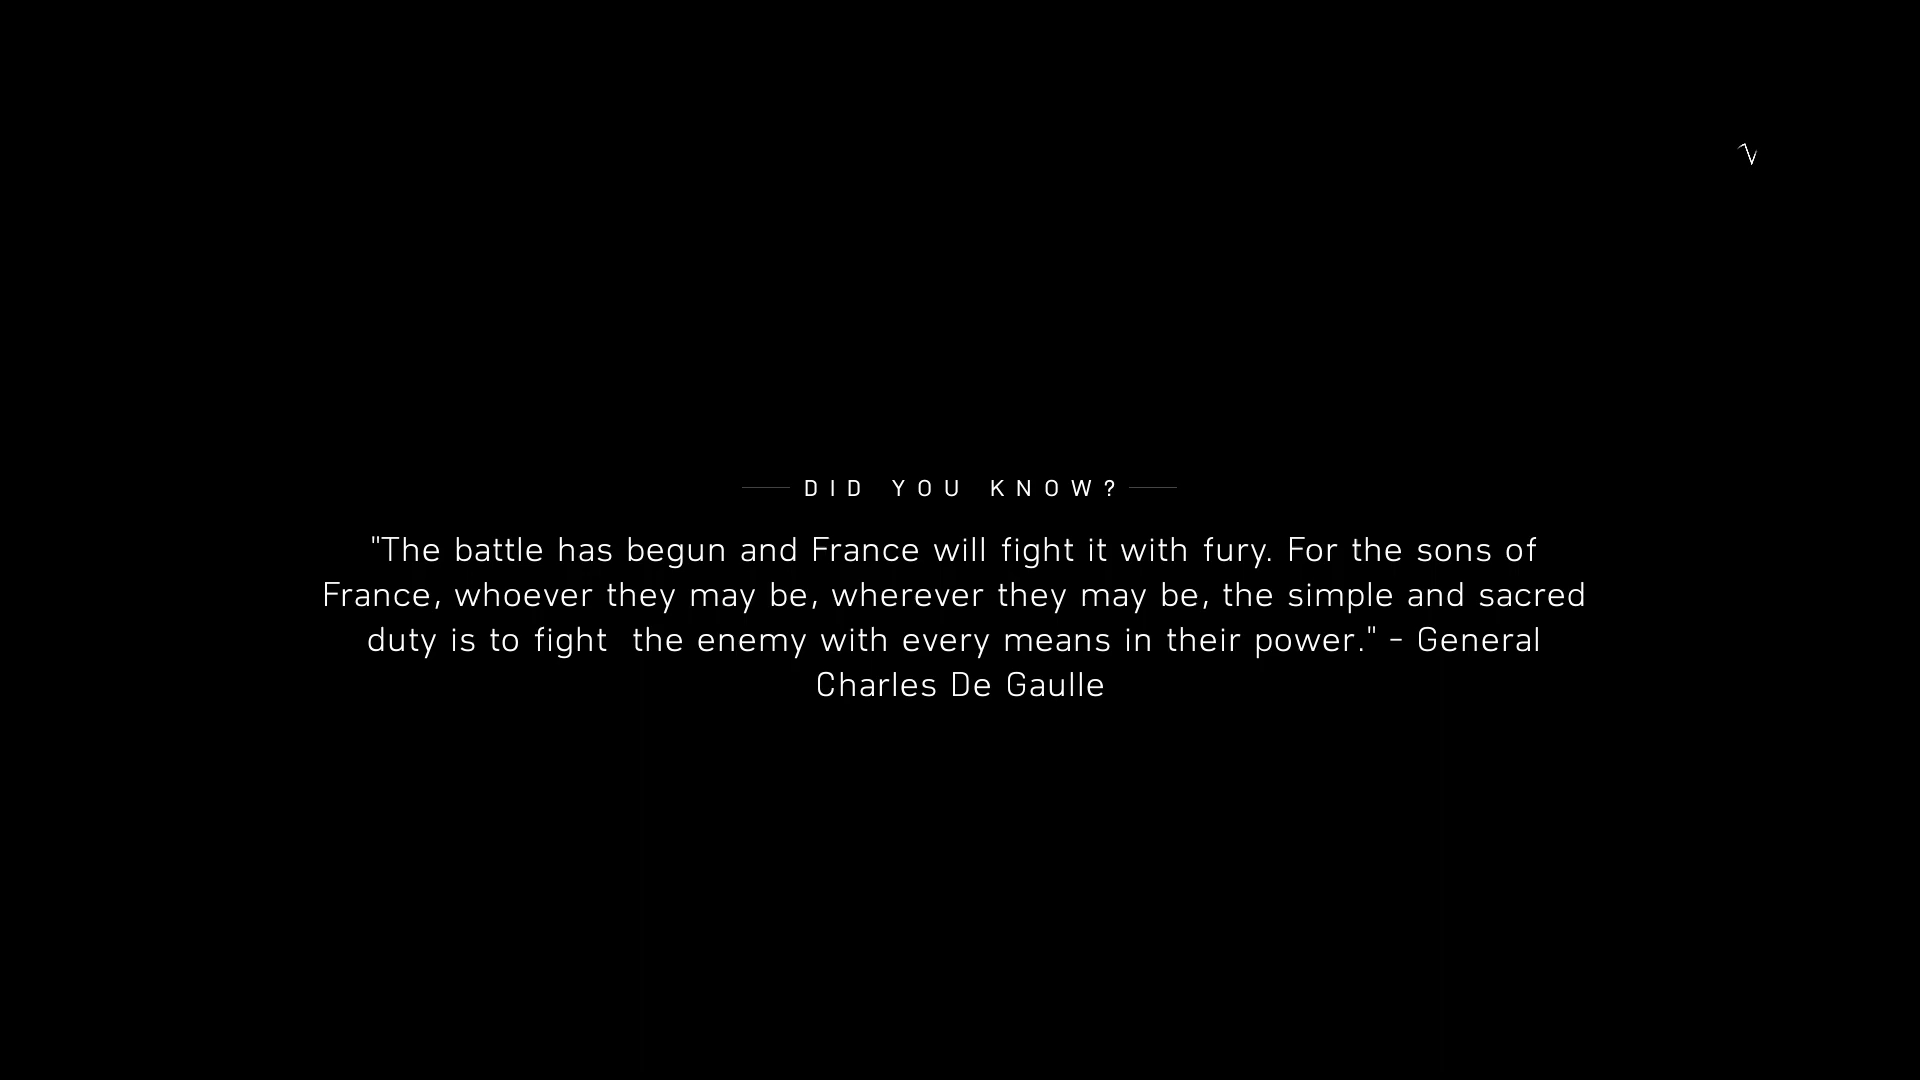 DID YOU KNOW?
"The battle has begun and France will fight it with fury. For the sons of
France, whoever they may be, wherever they may be, the simple and sacred
duty is to fight  the enemy with every means in their power." - General
Charles De Gaulle